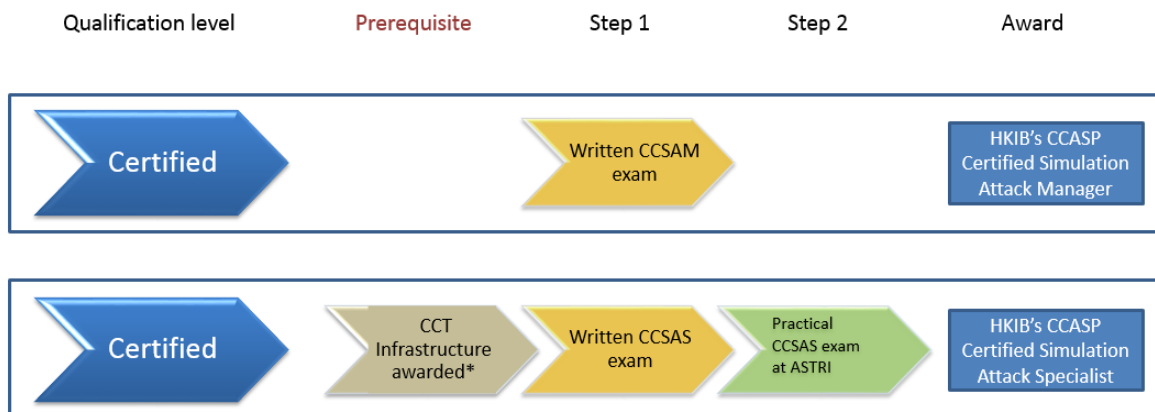 Qualification level Prerequisite Step 1 Step 2 Award
Certified
Written CCSAM
exam
HKIB's CCASP
Certified Simulation
Attack Manager
Certified
CCT
Infrastructure
awarded*
Written CCSAS
exam
Practical
CCSAS exam
at ASTRI
HKIB's CCASP
Certified Simulation
Attack Specialist